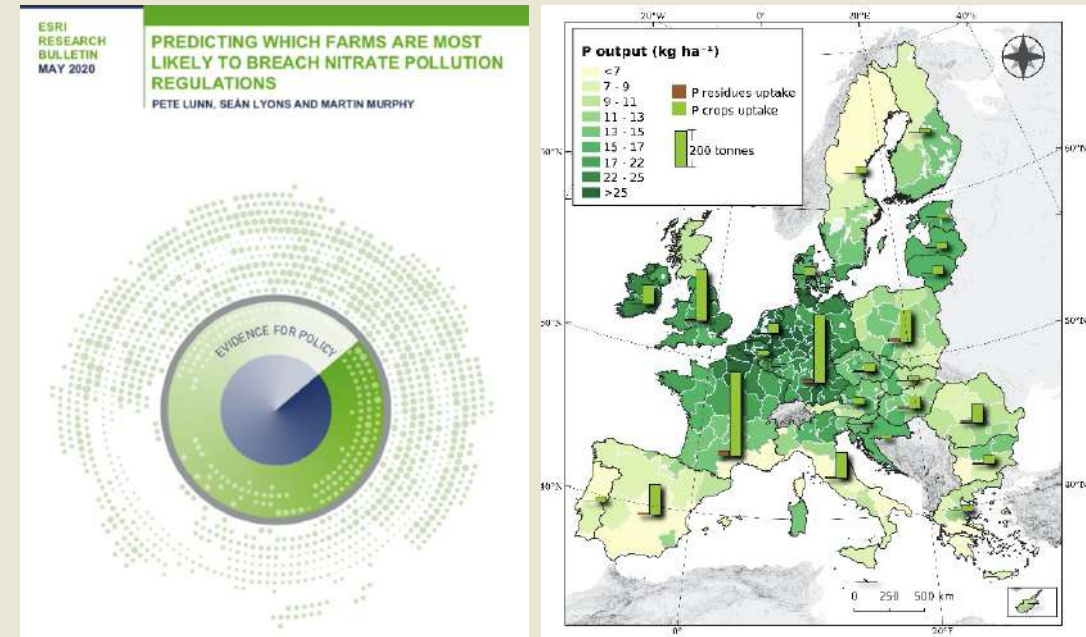 ESRI
RESEARCH
BULLETIN
MAY 2020
PREDICTING WHICH FARMS ARE MOST
LIKELY TO BREACH NITRATE POLLUTION
REGULATIONS
PETE LUNN, SEÁN LYONS AND MARTIN MURPHY
EVIDENCE FOR POLICY
20°W 0° 20°E 40°E
P output (kg ha⁻¹)
<7
7 - 9
9 - 11
11 - 13
13 - 15
15 - 17
17 - 22
22 - 25
>25
P residues uptake
P crops uptake
200 tonnes
60°N
50°N
40°N
40°N
0 250 500 km
0°